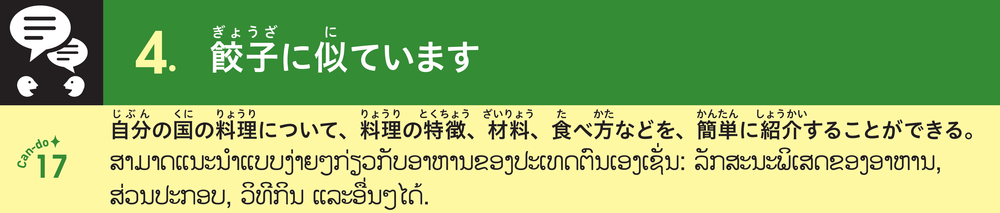 ぎょうざ に
4. 餃子に似ています
じぶん くに りょうり りょうり とくちょう ざいりょう た かた かんたん しょうかい
自分の国の料理について、料理の特徴、材料、食べ方などを、簡単に紹介することができる。
Can-do
17
ສາມາດແນະນຳແບບງ່າຍໆກ່ຽວກັບອາຫານຂອງປະເທດຕົນເອງເຊັ່ນ: ລັກສະນະພິເສດຂອງອາຫານ,
ສ່ວນປະກອບ, ວິທີກິນ ແລະອື່ນໆໄດ້.